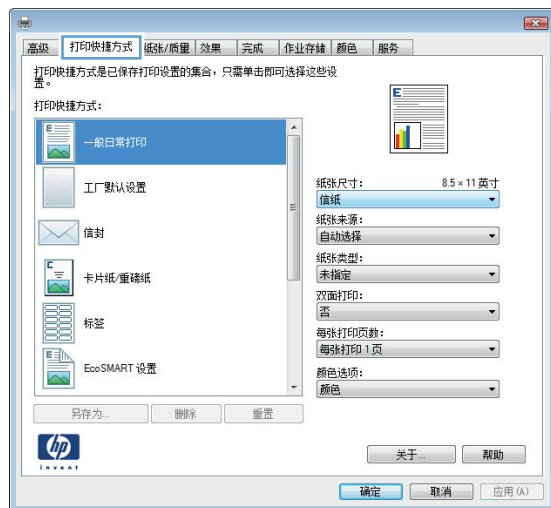 高级 打印快捷方式 纸张/质量 效果 完成 作业存储 颜色 服务
打印快捷方式是已保存打印设置的集合，只需单击即可选择这些设
置。
打印快捷方式：
一般日常打印
工厂默认设置
信封
卡片纸/重磅纸
标签
EcoSMART 设置
另存为... 删除 重置
纸张尺寸： 8.5 × 11 英寸
信纸
纸张来源：
自动选择
纸张类型：
未指定
双面打印：
否
每张打印页数：
每张打印 1 页
颜色选项：
颜色
hp
invent
关于... 帮助
确定 取消 应用 (A)